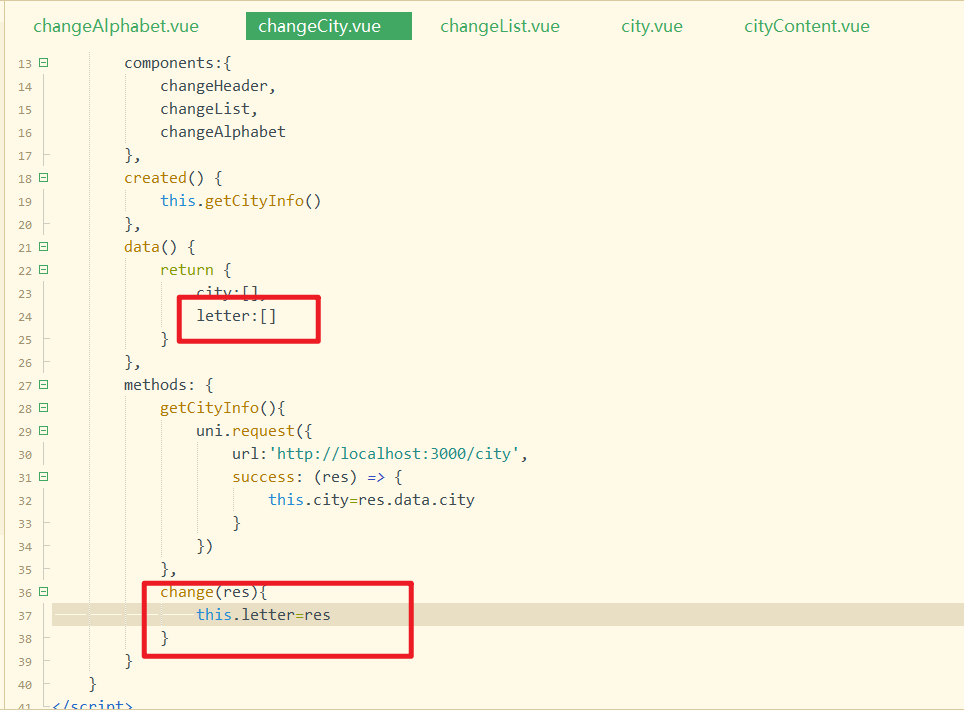 changeAlphabet.vue changeCity.vue changeList.vue city.vue cityContent.vue
13 components:{
14 changeHeader,
15 changeList,
16 changeAlphabet
17 },
18 created() {
19 this.getCityInfo()
20 },
21 data() {
22 return {
23 city:[],
24 letter:[]
25 }
26 },
27 methods: {
28 getCityInfo(){
29 uni.request({
30 url:'http://localhost:3000/city',
31 success: (res) => {
32 this.city=res.data.city
33 }
34 })
35 },
36 change(res){
37 this.letter=res
38 }
39 }
40 }
41 </script>